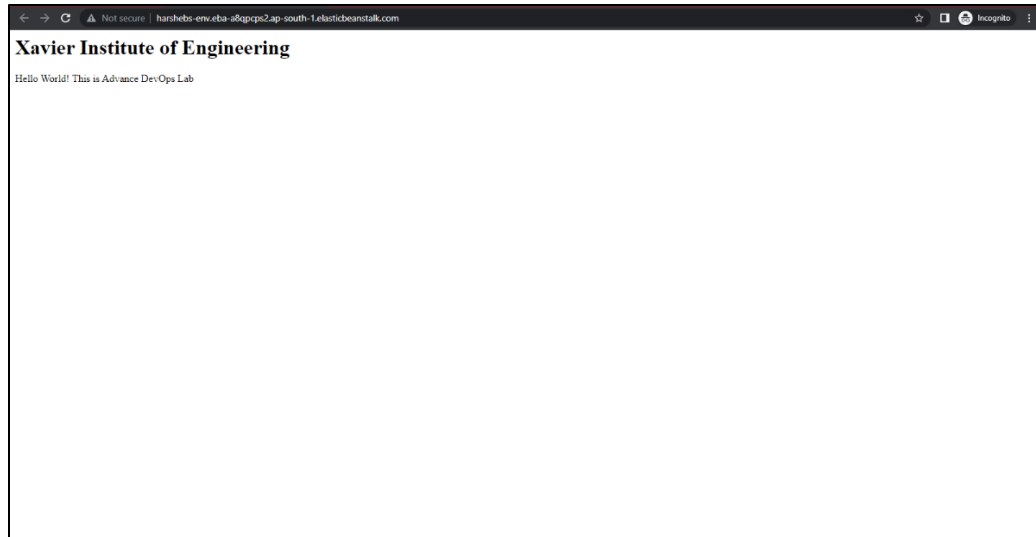 Not secure | harshebs-env.eba-a8qpcps2.ap-south-1.elasticbeanstalk.com Incognito
Xavier Institute of Engineering
Hello World! This is Advance DevOps Lab